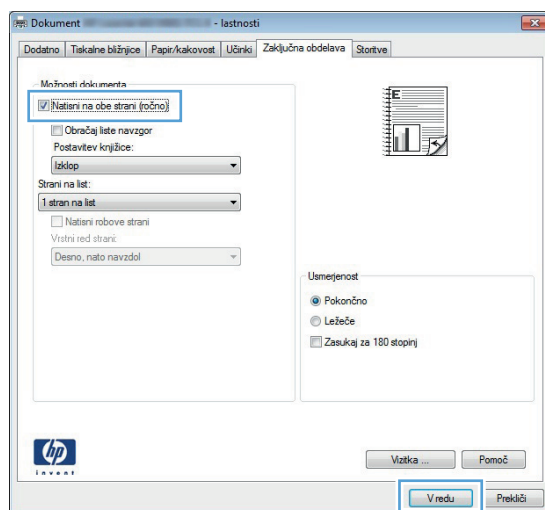 Dokument - lastnosti
Dodatno Tiskalne bližnjice Papir/kakovost Učinki Zaključna obdelava Storitve
Možnosti dokumenta
Natisni na obe strani (ročno)
Obračaj liste navzgor
Postavitev knjižice:
Izklop
Strani na list:
1 stran na list
Natisni robove strani
Vrstni red strani:
Desno, nato navzdol
E
Usmerjenost
Pokončno
Ležeče
Zasukaj za 180 stopinj
hp
invent
Vizitka ... Pomoč
V redu Prekliči